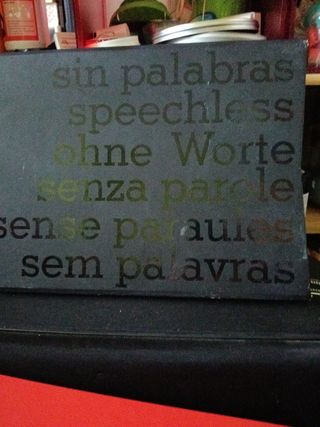 sin palabras
speechless
ohne Worte
senza parole
sense paraules
sem palavras